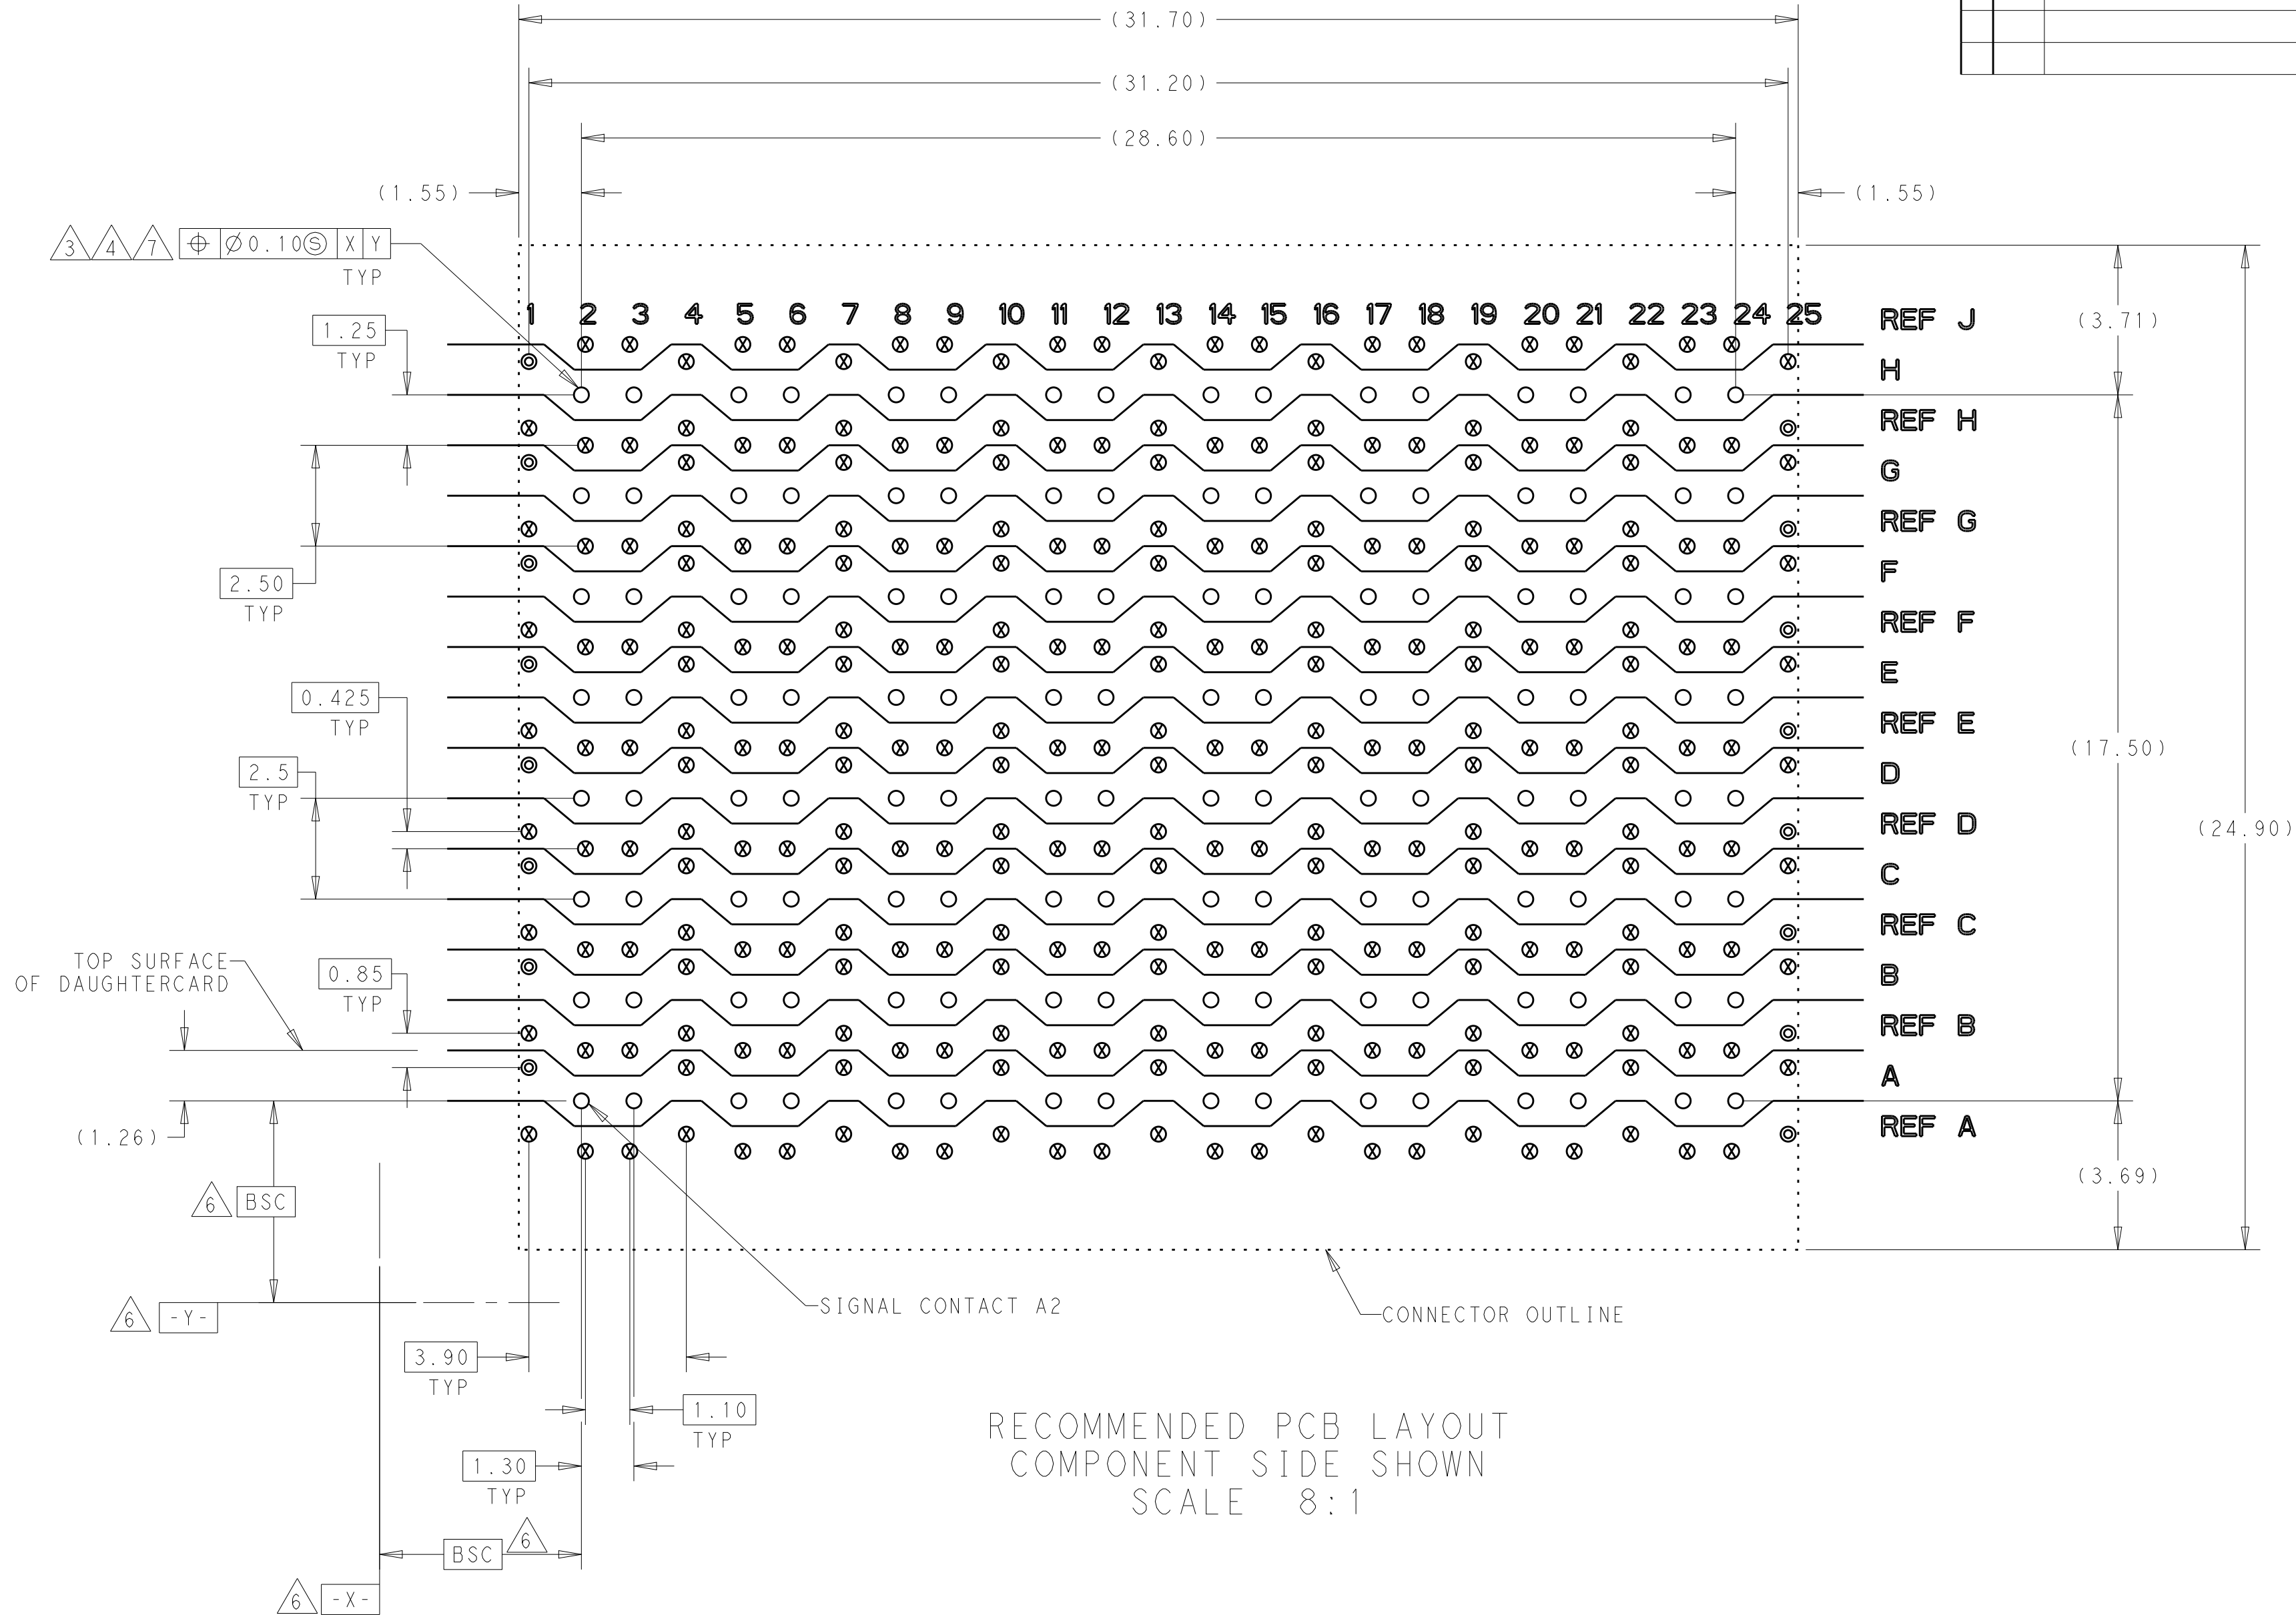 (31.70)
(31.20)
(28.60)
(1.55)
(1.55)
3 4 7 ⌖ Ø0.10Ⓢ X Y
TYP
1 2 3 4 5 6 7 8 9 10 11 12 13 14 15 16 17 18 19 20 21 22 23 24 25
REF J
(3.71)
1.25
TYP
H
REF H
G
REF G
2.50
TYP
F
REF F
E
0.425
TYP
REF E
(17.50)
2.5
TYP
D
REF D
(24.90)
C
REF C
TOP SURFACE
OF DAUGHTERCARD
0.85
TYP
B
REF B
A
(1.26)
REF A
(3.69)
6 BSC
6 -Y-
SIGNAL CONTACT A2
CONNECTOR OUTLINE
3.90
TYP
1.10
TYP
1.30
TYP
RECOMMENDED PCB LAYOUT
COMPONENT SIDE SHOWN
SCALE 8:1
BSC 6
6 -X-